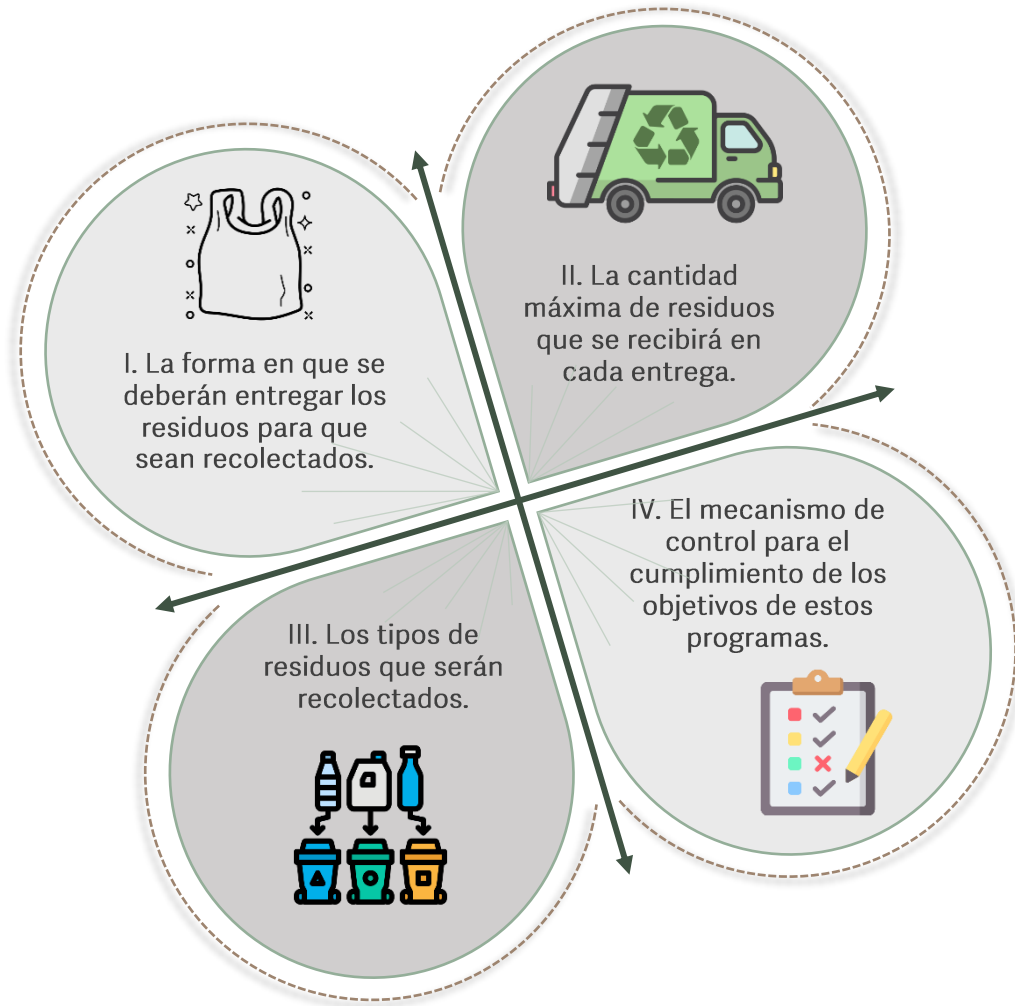 I. La forma en que se
deberán entregar los
residuos para que
sean recolectados.
II. La cantidad
máxima de residuos
que se recibirá en
cada entrega.
III. Los tipos de
residuos que serán
recolectados.
IV. El mecanismo de
control para el
cumplimiento de los
objetivos de estos
programas.